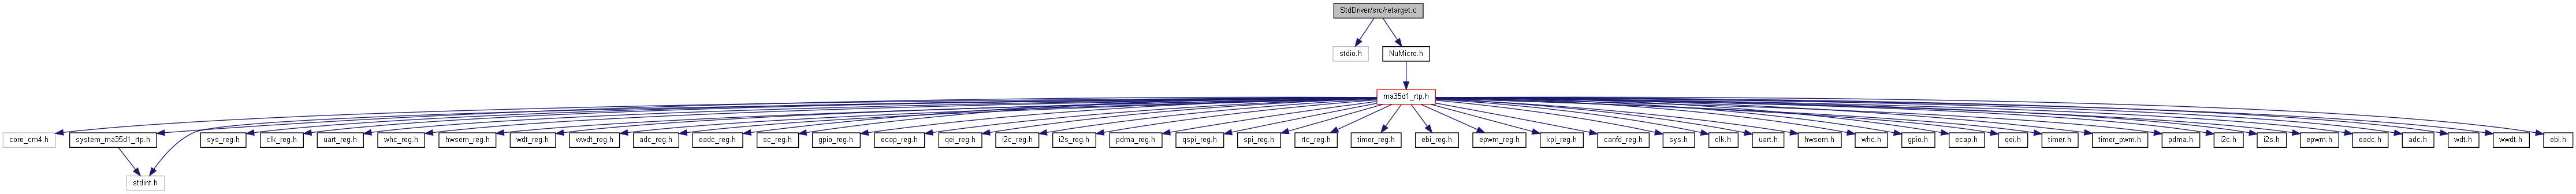 StdDriver/src/retarget.c
stdio.h
NuMicro.h
ma35d1_rtp.h
core_cm4.h
system_ma35d1_rtp.h
sys_reg.h
clk_reg.h
uart_reg.h
whc_reg.h
hwsem_reg.h
wdt_reg.h
wwdt_reg.h
adc_reg.h
eadc_reg.h
sc_reg.h
gpio_reg.h
ecap_reg.h
qei_reg.h
i2c_reg.h
i2s_reg.h
pdma_reg.h
qspi_reg.h
spi_reg.h
rtc_reg.h
timer_reg.h
ebi_reg.h
epwm_reg.h
kpi_reg.h
canfd_reg.h
sys.h
clk.h
uart.h
hwsem.h
whc.h
gpio.h
ecap.h
qei.h
timer.h
timer_pwm.h
pdma.h
i2c.h
i2s.h
epwm.h
eadc.h
adc.h
wdt.h
wwdt.h
ebi.h
stdint.h